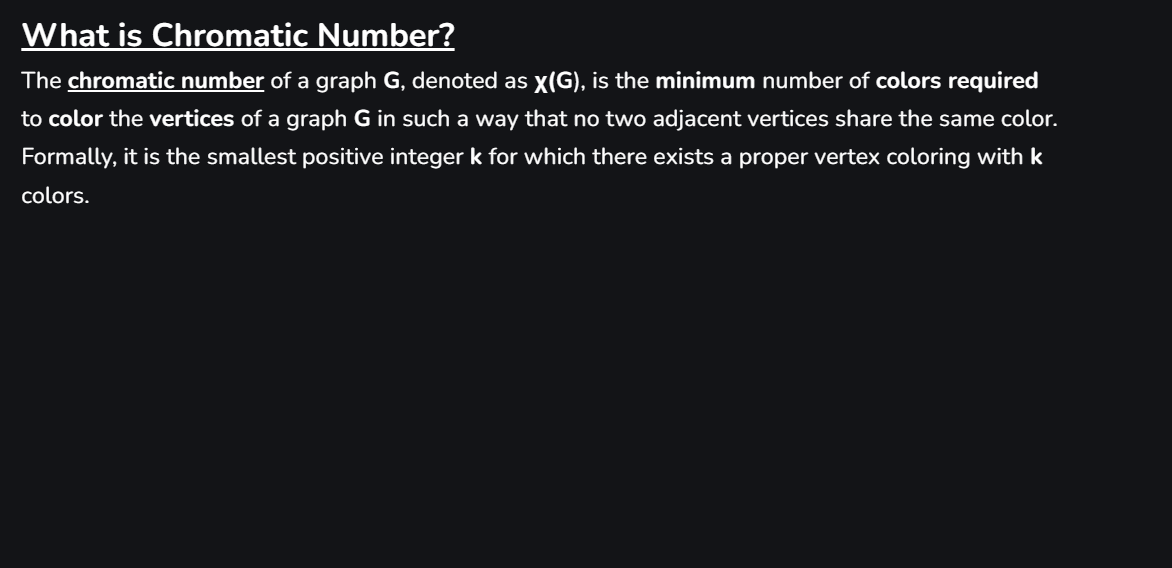 What is Chromatic Number?
The chromatic number of a graph G, denoted as χ(G), is the minimum number of colors required
to color the vertices of a graph G in such a way that no two adjacent vertices share the same color.
Formally, it is the smallest positive integer k for which there exists a proper vertex coloring with k
colors.